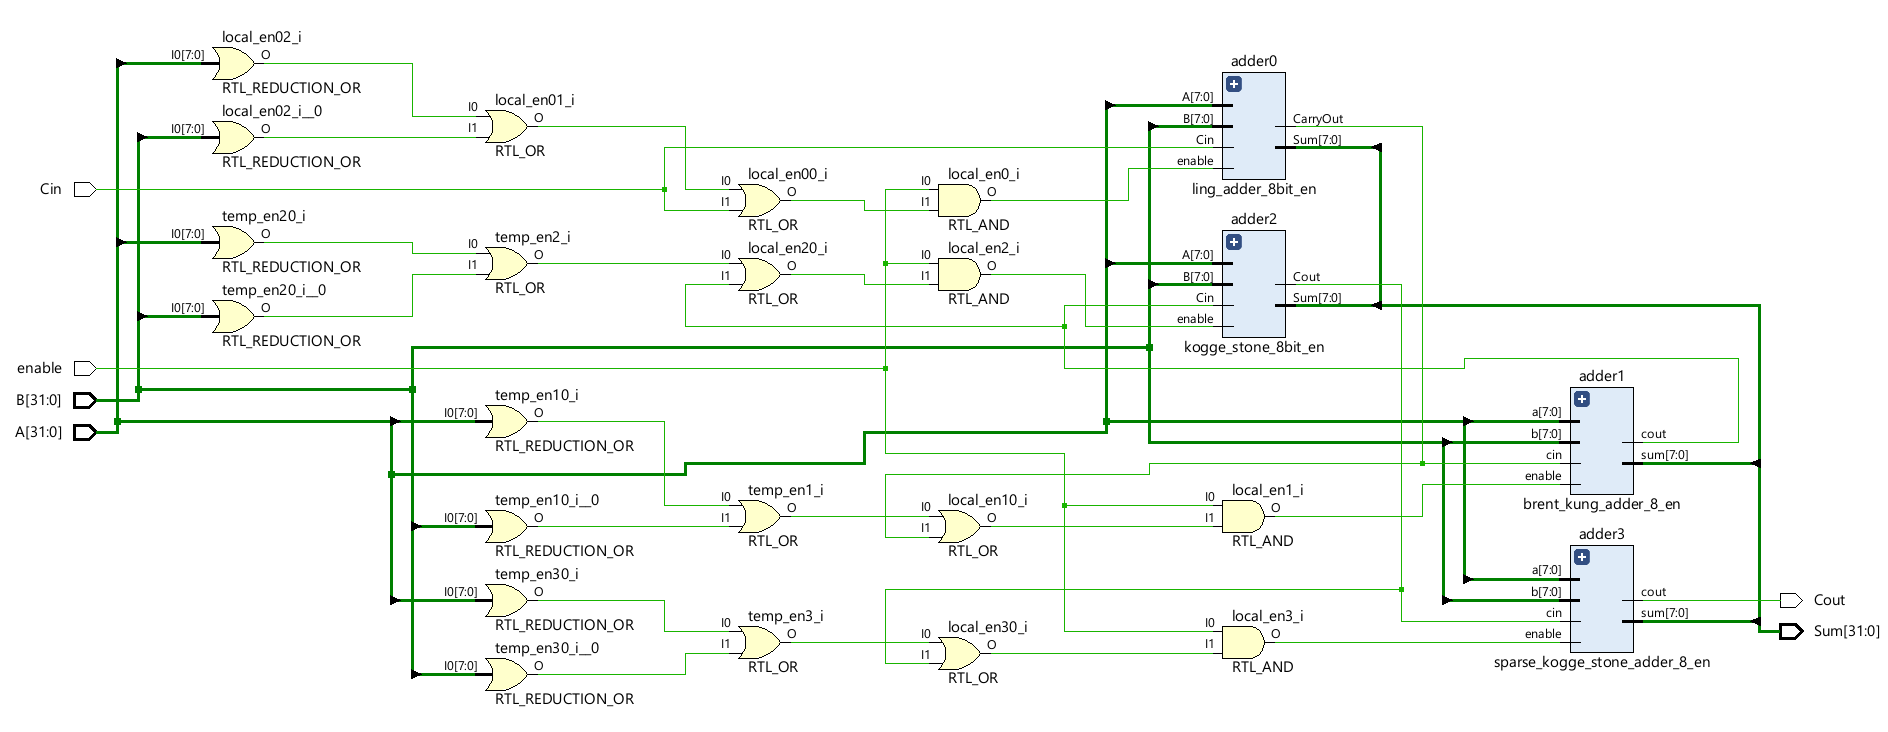 local_en02_i
I0[7:0]
O
RTL_REDUCTION_OR
local_en02_i__0
I0[7:0]
O
RTL_REDUCTION_OR
local_en01_i
I0
I1
O
RTL_OR
Cin
temp_en20_i
I0[7:0]
O
RTL_REDUCTION_OR
temp_en20_i__0
I0[7:0]
O
RTL_REDUCTION_OR
temp_en2_i
I0
I1
O
RTL_OR
local_en00_i
I0
I1
O
RTL_OR
local_en20_i
I0
I1
O
RTL_OR
local_en0_i
I0
I1
O
RTL_AND
local_en2_i
I0
I1
O
RTL_AND
adder0
A[7:0]
B[7:0]
Cin
enable
CarryOut
Sum[7:0]
ling_adder_8bit_en
adder2
A[7:0]
B[7:0]
Cin
enable
Cout
Sum[7:0]
kogge_stone_8bit_en
enable
B[31:0]
A[31:0]
temp_en10_i
I0[7:0]
O
RTL_REDUCTION_OR
temp_en10_i__0
I0[7:0]
O
RTL_REDUCTION_OR
temp_en30_i
I0[7:0]
O
RTL_REDUCTION_OR
temp_en30_i__0
I0[7:0]
O
RTL_REDUCTION_OR
temp_en1_i
I0
I1
O
RTL_OR
temp_en3_i
I0
I1
O
RTL_OR
local_en10_i
I0
I1
O
RTL_OR
local_en30_i
I0
I1
O
RTL_OR
local_en1_i
I0
I1
O
RTL_AND
local_en3_i
I0
I1
O
RTL_AND
adder1
a[7:0]
b[7:0]
cin
enable
cout
sum[7:0]
brent_kung_adder_8_en
adder3
a[7:0]
b[7:0]
cin
enable
cout
sum[7:0]
sparse_kogge_stone_adder_8_en
Cout
Sum[31:0]